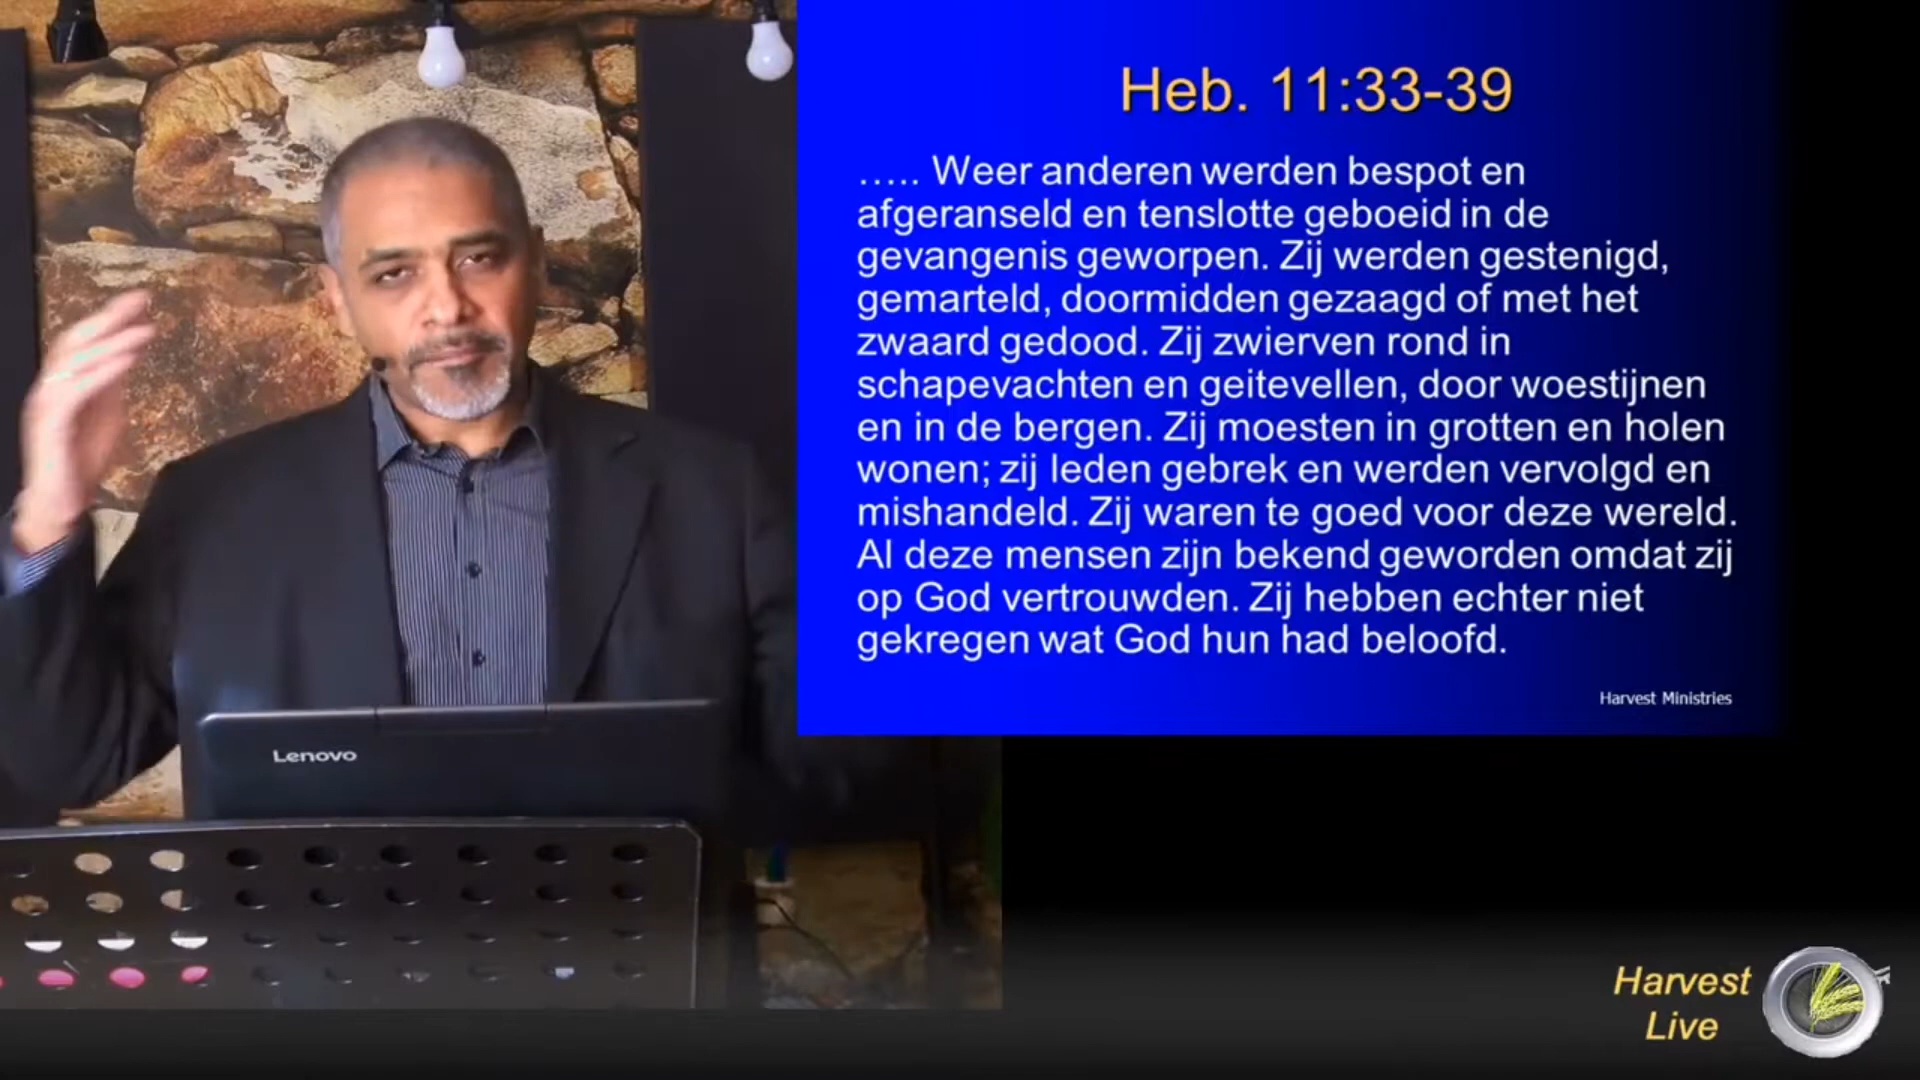 Heb. 11:33-39
….. Weer anderen werden bespot en
afgeranseld en tenslotte geboeid in de
gevangenis geworpen. Zij werden gestenigd,
gemarteld, doormidden gezaagd of met het
zwaard gedood. Zij zwierven rond in
schapevachten en geitevellen, door woestijnen
en in de bergen. Zij moesten in grotten en holen
wonen; zij leden gebrek en werden vervolgd en
mishandeld. Zij waren te goed voor deze wereld.
Al deze mensen zijn bekend geworden omdat zij
op God vertrouwden. Zij hebben echter niet
gekregen wat God hun had beloofd.
Harvest Ministries
Lenovo
Harvest
Live